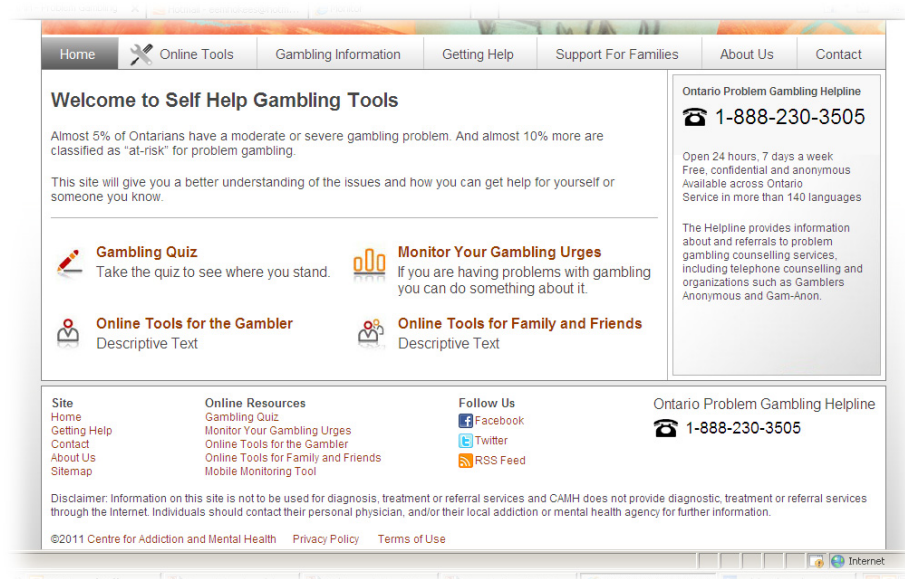 Home Online Tools Gambling Information Getting Help Support For Families About Us Contact
Welcome to Self Help Gambling Tools
Almost 5% of Ontarians have a moderate or severe gambling problem. And almost 10% more are
classified as “at-risk” for problem gambling.
This site will give you a better understanding of the issues and how you can get help for yourself or
someone you know.
Gambling Quiz
Take the quiz to see where you stand.
Monitor Your Gambling Urges
If you are having problems with gambling
you can do something about it.
Online Tools for the Gambler
Descriptive Text
Online Tools for Family and Friends
Descriptive Text
Ontario Problem Gambling Helpline
1-888-230-3505
Open 24 hours, 7 days a week
Free, confidential and anonymous
Available across Ontario
Service in more than 140 languages
The Helpline provides information
about and referrals to problem
gambling counselling services,
including telephone counselling and
organizations such as Gamblers
Anonymous and Gam-Anon.
Site
Home
Getting Help
Contact
About Us
Sitemap
Online Resources
Gambling Quiz
Monitor Your Gambling Urges
Online Tools for the Gambler
Online Tools for Family and Friends
Mobile Monitoring Tool
Follow Us
Facebook
Twitter
RSS Feed
Ontario Problem Gambling Helpline
1-888-230-3505
Disclaimer: Information on this site is not to be used for diagnosis, treatment or referral services and CAMH does not provide diagnostic, treatment or referral services
through the Internet. Individuals should contact their personal physician, and/or their local addiction or mental health agency for further information.
©2011 Centre for Addiction and Mental Health Privacy Policy Terms of Use
Internet